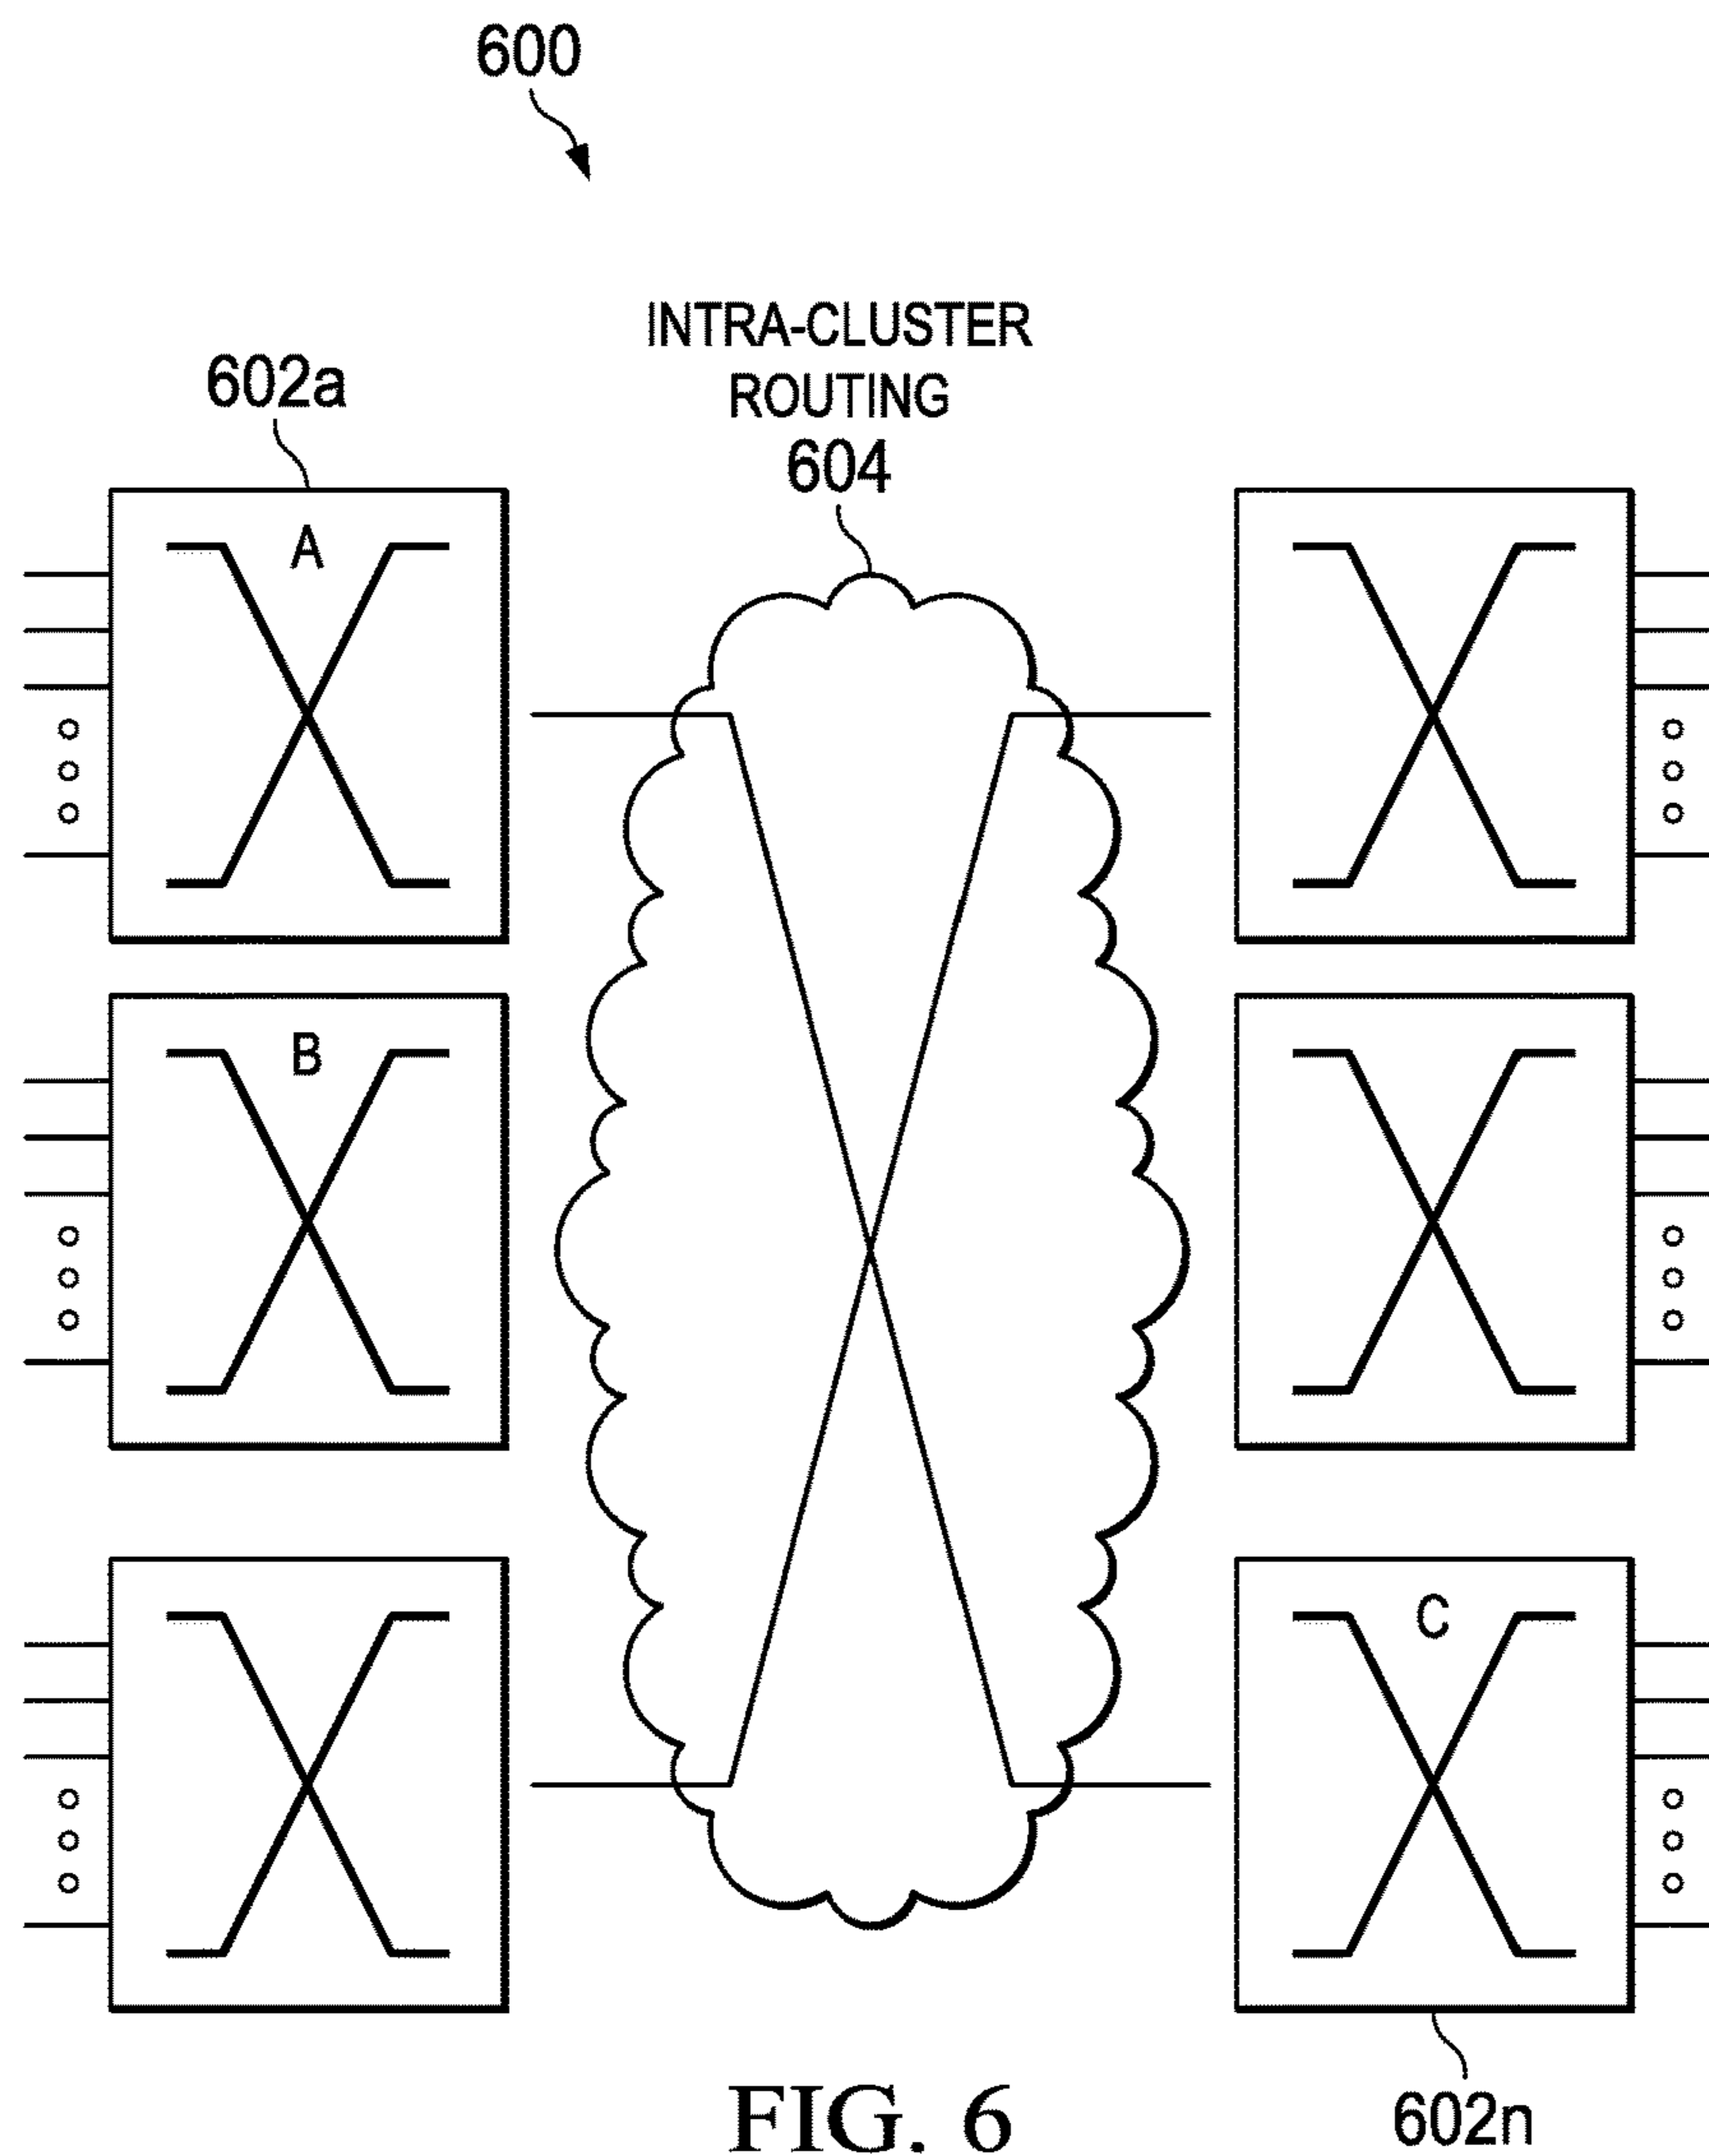 600
INTRA-CLUSTER
ROUTING
604
602a
A
B
C
602n
FIG. 6